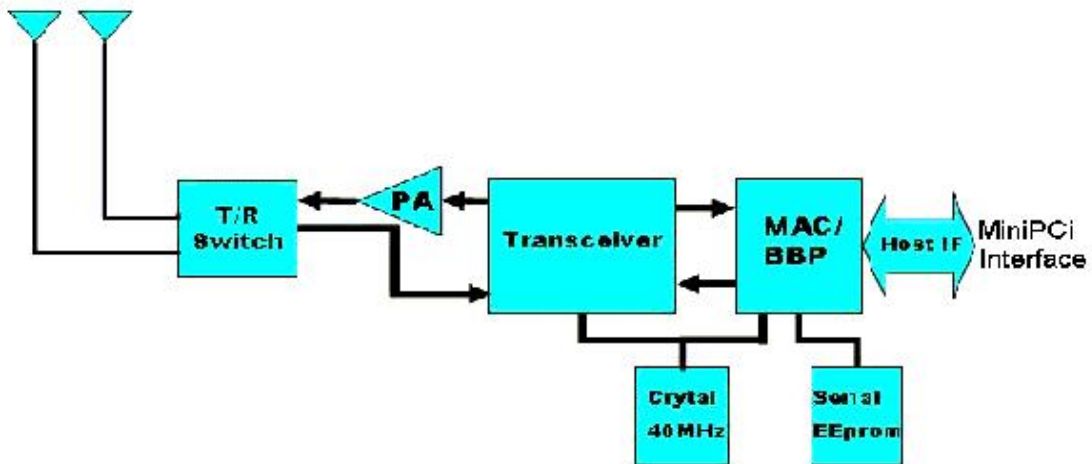 T/R
Switch
PA
Transceiver
MAC/
BBP
Host IF
MiniPCi
Interface
Crytal
40MHz
Serial
EEprom